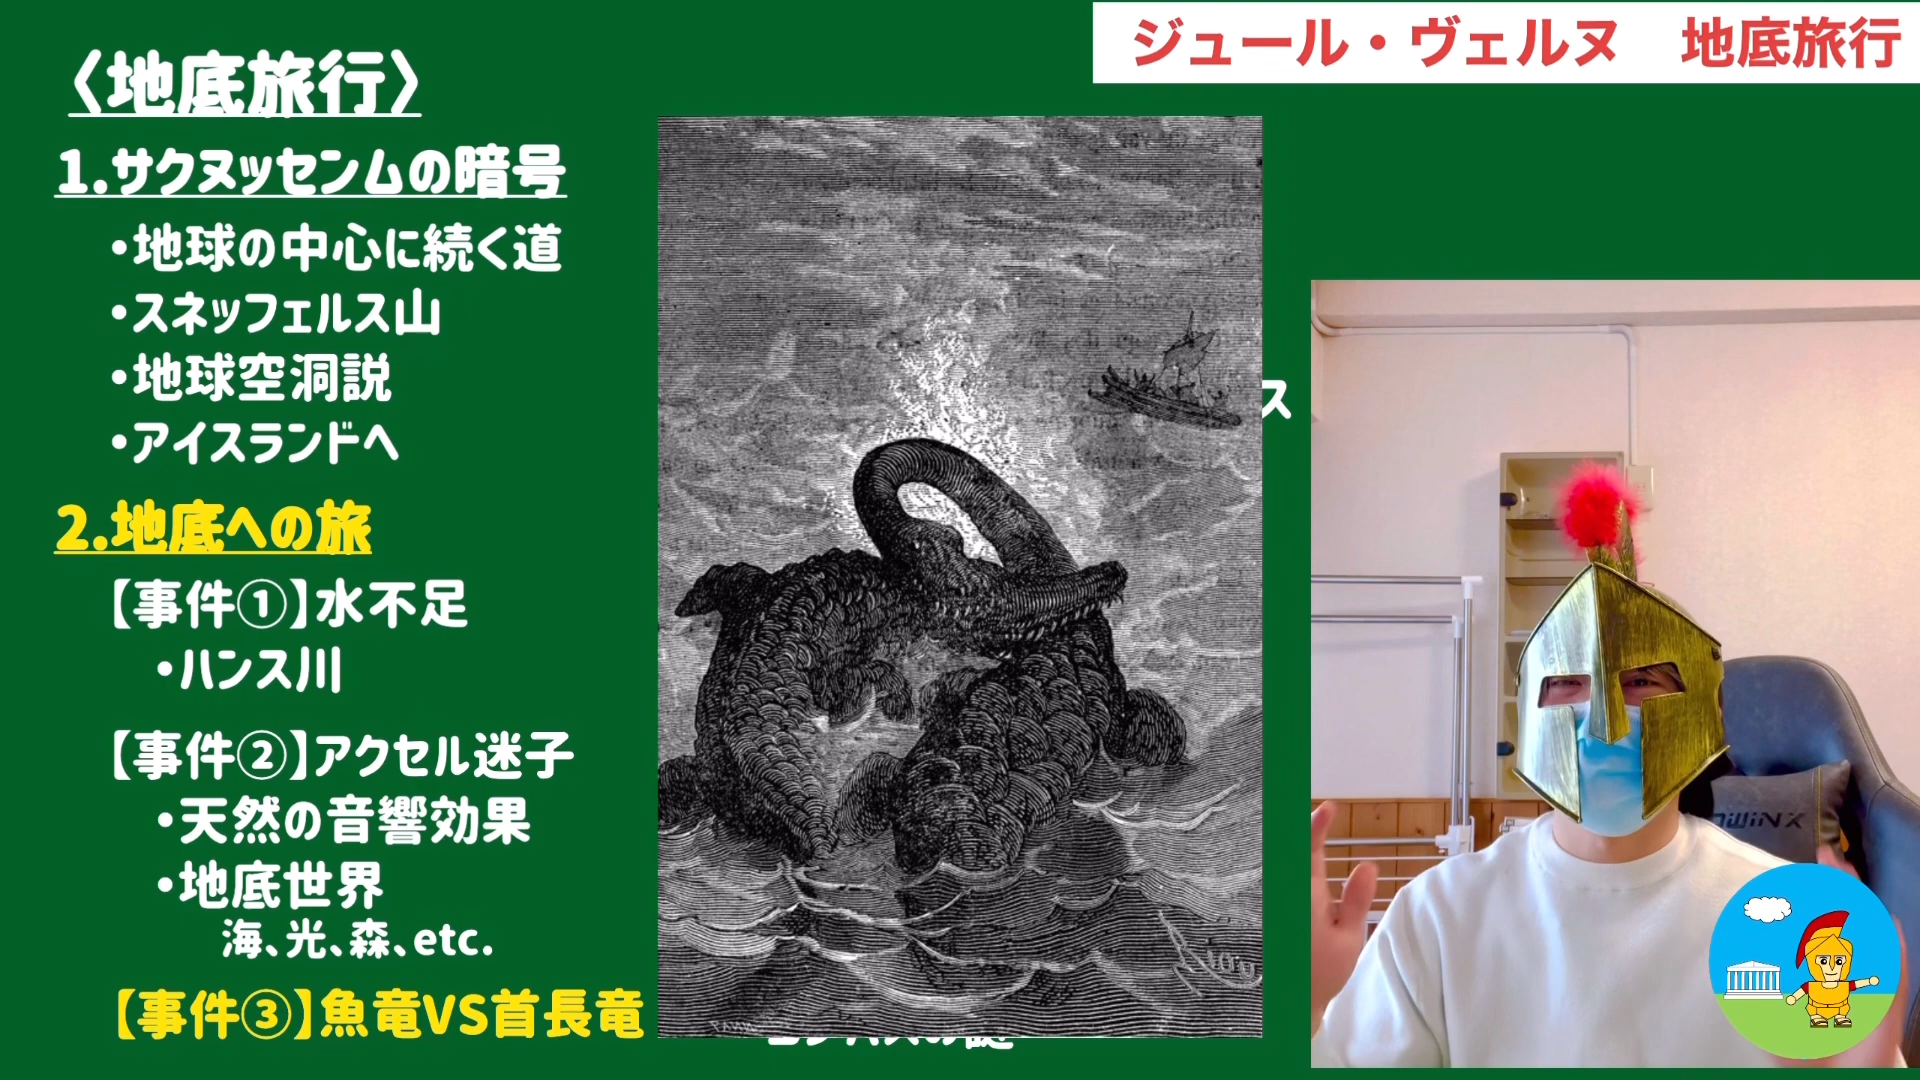 ジュール・ヴェルヌ 地底旅行
〈地底旅行〉
1.サクヌッセンムの暗号
・地球の中心に続く道
・スネッフェルス山
・地球空洞説
・アイスランドへ
2.地底への旅
【事件①】水不足
・ハンス川
【事件②】アクセル迷子
・天然の音響効果
・地底世界
海、光、森、etc.
【事件③】魚竜VS首長竜
ス
Riou